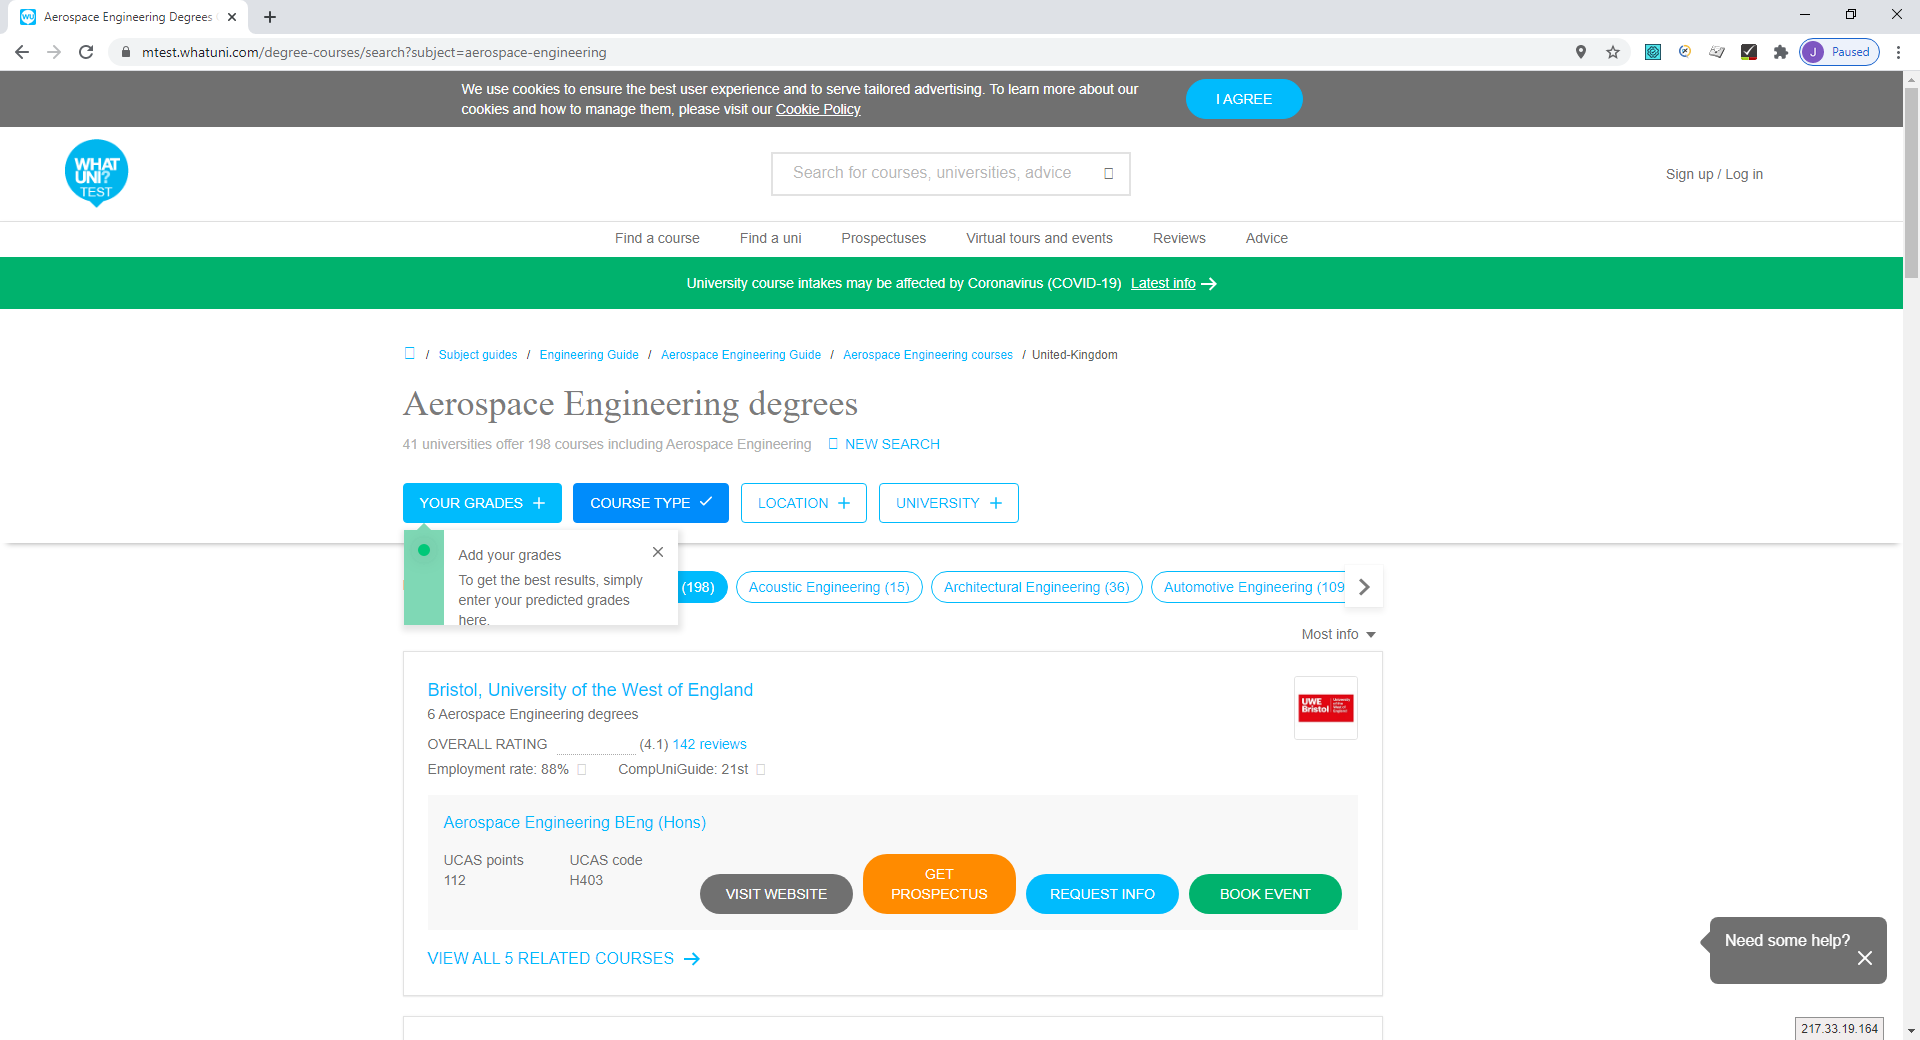 Aerospace Engineering Degrees
mtest.whatuni.com/degree-courses/search?subject=aerospace-engineering
J Paused
We use cookies to ensure the best user experience and to serve tailored advertising. To learn more about our
cookies and how to manage them, please visit our Cookie Policy
I AGREE
WHAT
UNI?
TEST
Search for courses, universities, advice
Sign up / Log in
Find a course Find a uni Prospectuses Virtual tours and events Reviews Advice
University course intakes may be affected by Coronavirus (COVID-19) Latest info
/ Subject guides / Engineering Guide / Aerospace Engineering Guide / Aerospace Engineering courses / United-Kingdom
Aerospace Engineering degrees
41 universities offer 198 courses including Aerospace Engineering NEW SEARCH
YOUR GRADES COURSE TYPE LOCATION UNIVERSITY
Add your grades
To get the best results, simply
enter your predicted grades
here.
(198) Acoustic Engineering (15) Architectural Engineering (36) Automotive Engineering (109
Most info
Bristol, University of the West of England
6 Aerospace Engineering degrees
UWE Bristol University of the West of England
OVERALL RATING (4.1) 142 reviews
Employment rate: 88% CompUniGuide: 21st
Aerospace Engineering BEng (Hons)
UCAS points UCAS code
112 H403
VISIT WEBSITE GET PROSPECTUS REQUEST INFO BOOK EVENT
VIEW ALL 5 RELATED COURSES
Need some help?
217.33.19.164